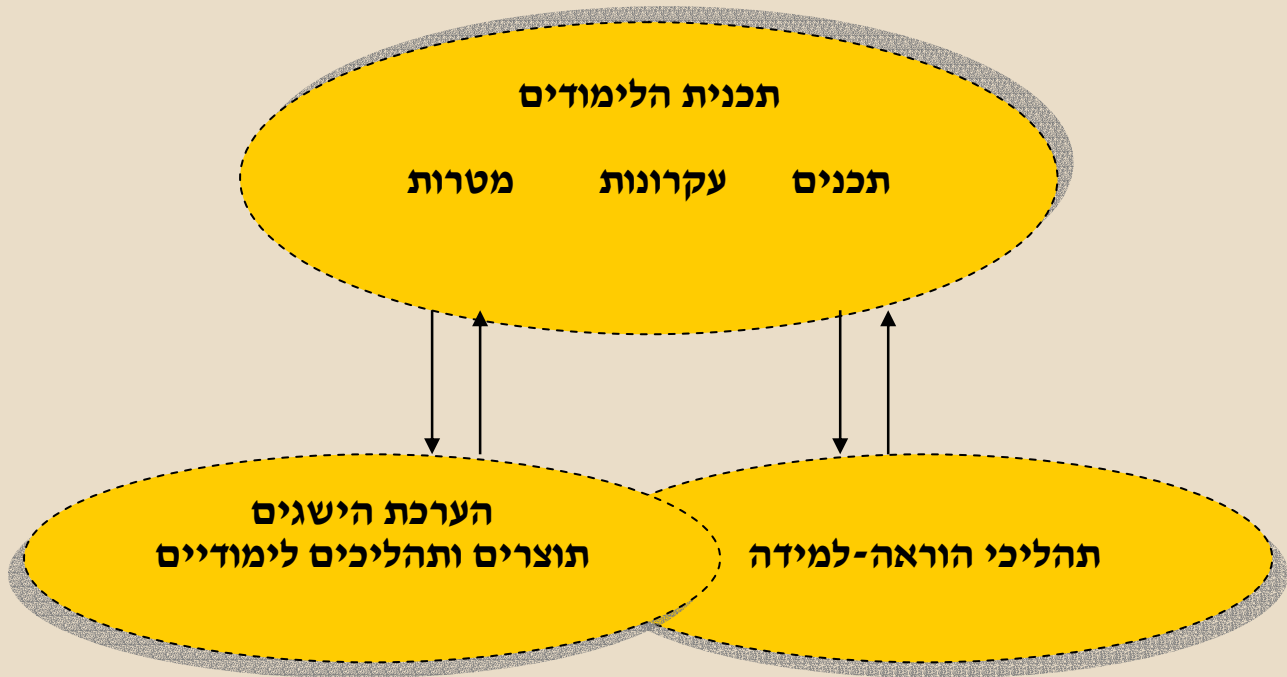 תכנית הלימודים
תכנים עקרונות מטרות
תהליכי הוראה-למידה
הערכת הישגים
תוצרים ותהליכים לימודיים